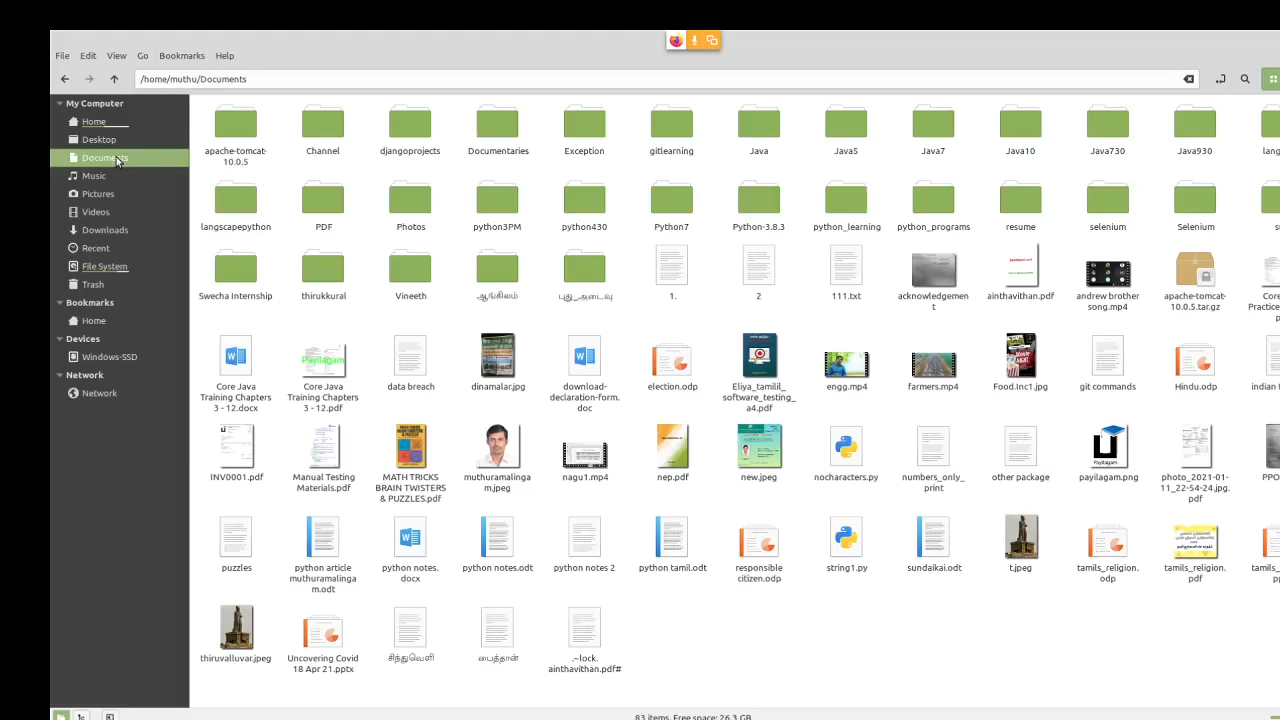 File Edit View Go Bookmarks Help
/home/muthu/Documents
My Computer
Home
Desktop
Documents
Music
Pictures
Videos
Downloads
Recent
File System
Trash
Bookmarks
Home
Devices
Windows-SSD
Network
Network
apache-tomcat-
10.0.5
Channel
djangoprojects
Documentaries
Exception
gitlearning
Java
Java5
Java7
Java10
Java730
Java930
lang
langscapepython
PDF
Photos
python3PM
python430
Python7
Python-3.8.3
python_learning
python_programs
resume
selenium
Selenium
Swecha Internship
thirukkural
Vineeth
ஆங்கிலம்
புது_அடைவு
1.
2
111.txt
acknowledgemen
t
ainthavithan.pdf
andrew brother
song.mp4
apache-tomcat-
10.0.5.tar.gz
Core
Practice
p
Core Java
Training Chapters
3 - 12.docx
Core Java
Training Chapters
3 - 12.pdf
data breach
dinamalar.jpg
download-
declaration-form.
doc
election.odp
Eliya_tamilil_
software_testing_
a4.pdf
engg.mp4
farmers.mp4
Food.Inc1.jpg
git commands
Hindu.odp
indian
INV0001.pdf
Manual Testing
Materials.pdf
MATH TRICKS
BRAIN TWISTERS
& PUZZLES.pdf
muthuramalinga
m.jpeg
nagu1.mp4
nep.pdf
new.jpeg
nocharacters.py
numbers_only_
print
other package
payilagam.png
photo_2021-01-
11_22-54-24.jpg.
pdf
PPO
puzzles
python article
muthuramalinga
m.odt
python notes.
docx
python notes.odt
python notes 2
python tamil.odt
responsible
citizen.odp
string1.py
sundaikai.odt
t.jpeg
tamils_religion.
odp
tamils_religion.
pdf
tamils_
thiruvalluvar.jpeg
Uncovering Covid
18 Apr 21.pptx
சிந்துவெளி
பைத்தான்
.~lock.
ainthavithan.pdf#
83 items, Free space: 26.3 GB